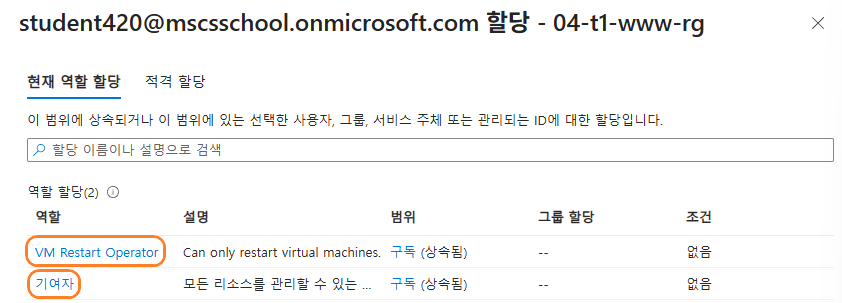 student420@mscsschool.onmicrosoft.com 할당 - 04-t1-www-rg
현재 역할 할당 적격 할당
이 범위에 상속되거나 이 범위에 있는 선택한 사용자, 그룹, 서비스 주체 또는 관리되는 ID에 대한 할당입니다.
할당 이름이나 설명으로 검색
역할 할당(2)
역할 설명 범위 그룹 할당 조건
VM Restart Operator Can only restart virtual machines. 구독 (상속됨) -- 없음
기여자 모든 리소스를 관리할 수 있는 ... 구독 (상속됨) -- 없음